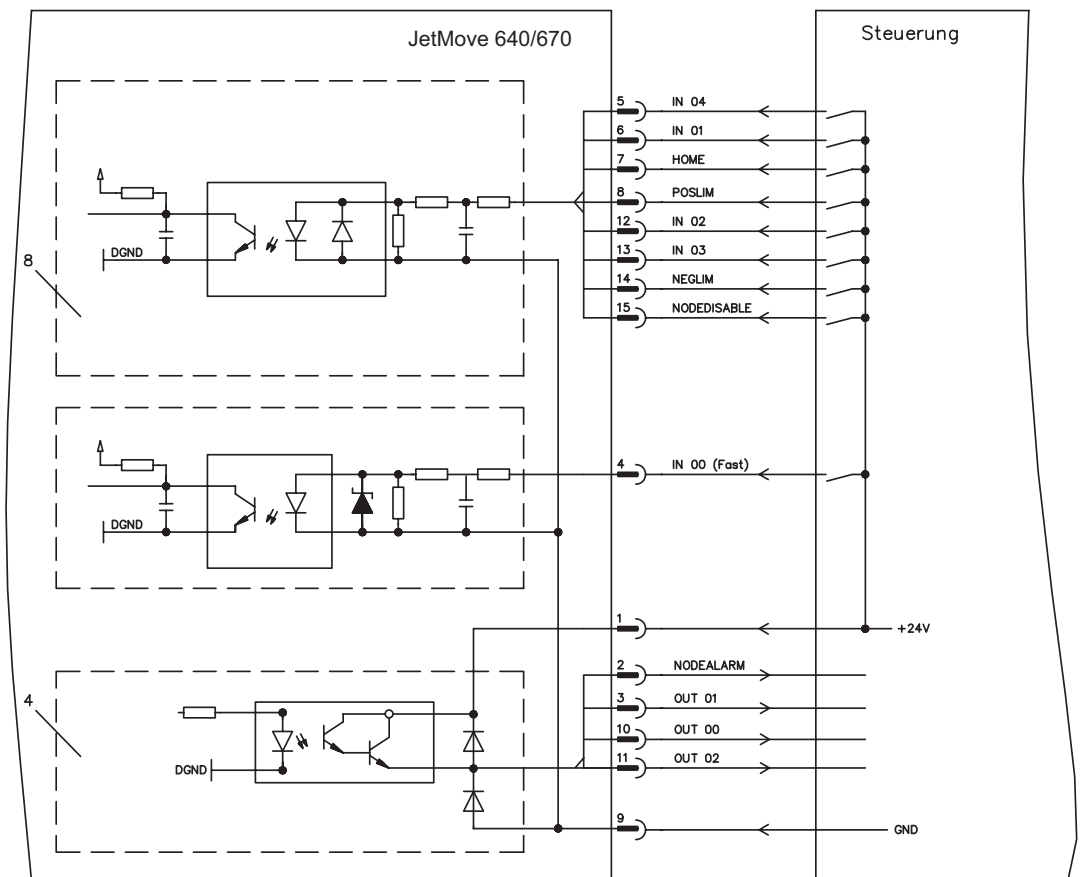 JetMove 640/670
Steuerung
5 IN 04
6 IN 01
7 HOME
8 POSLIM
12 IN 02
13 IN 03
14 NEGLIM
15 NODEDISABLE
DGND
8
4 IN 00 (Fast)
DGND
1 +24V
2 NODEALARM
3 OUT 01
10 OUT 00
11 OUT 02
4
DGND
9 GND